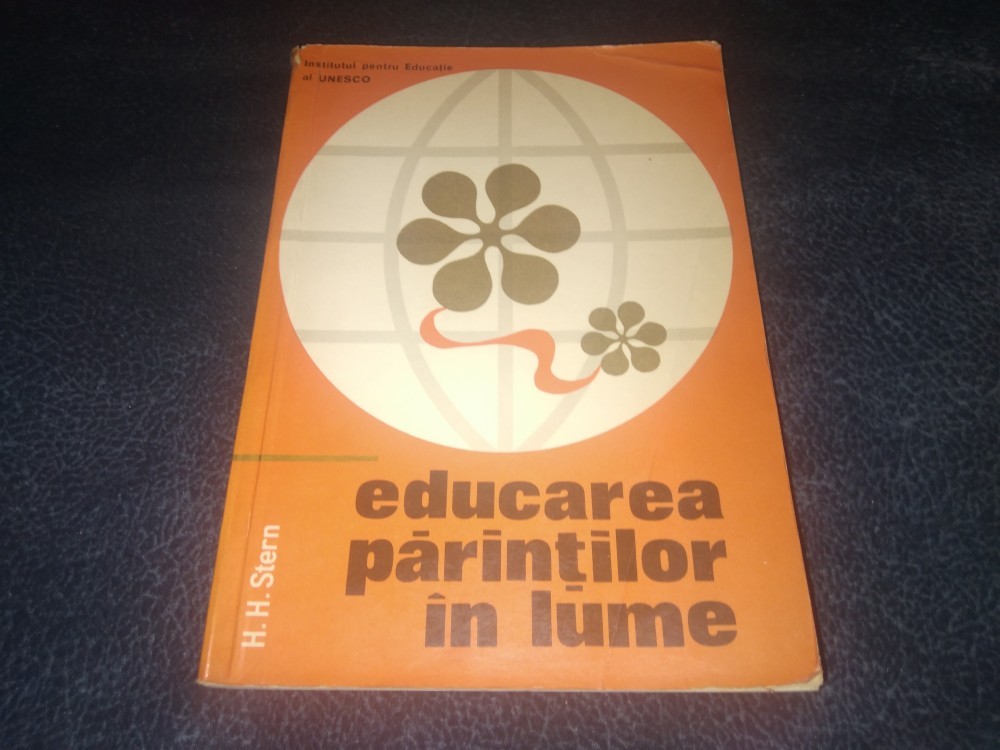 Institutul pentru Educație
al UNESCO
educarea
părinților
în lume
H. H. Stern